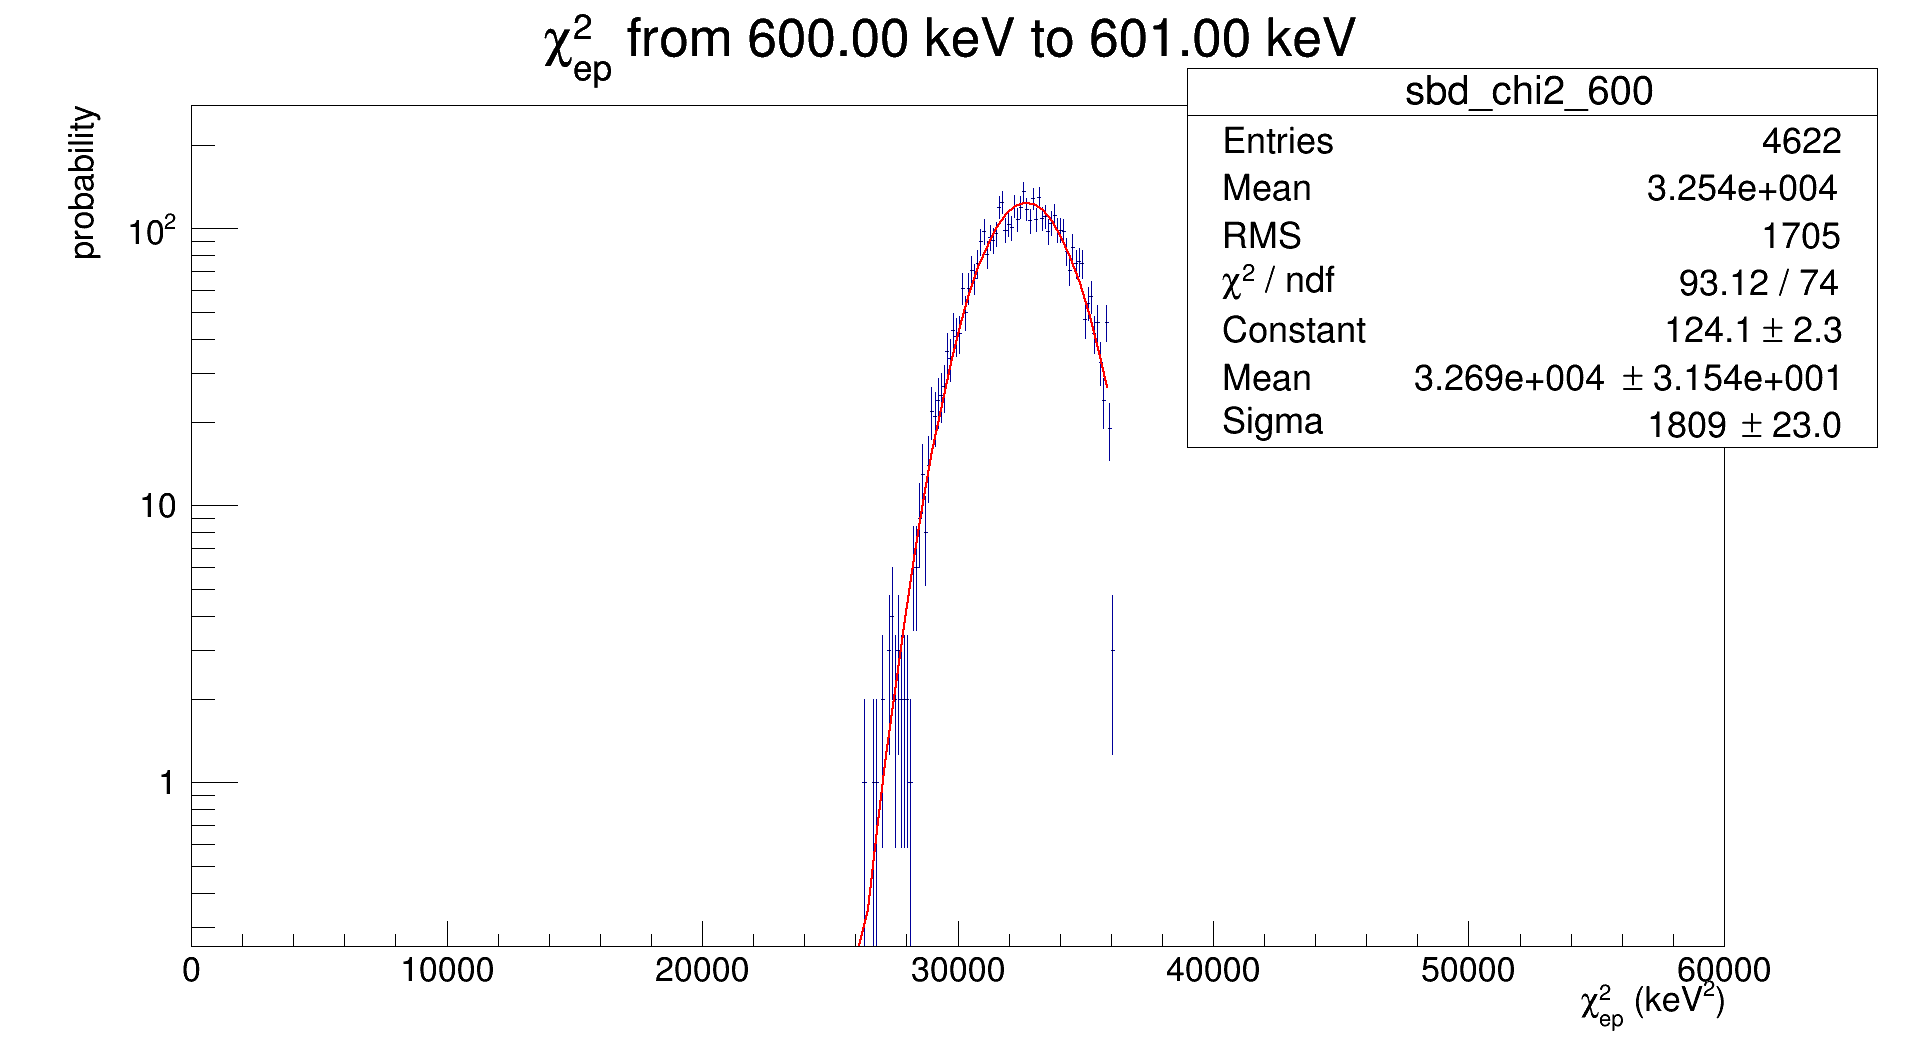 χ²ep from 600.00 keV to 601.00 keV
sbd_chi2_600
Entries 4622
Mean 3.254e+004
RMS 1705
χ² / ndf 93.12 / 74
Constant 124.1 ± 2.3
Mean 3.269e+004 ± 3.154e+001
Sigma 1809 ± 23.0
probability
10²
10
1
0 10000 20000 30000 40000 50000 60000
χ²ep (keV²)